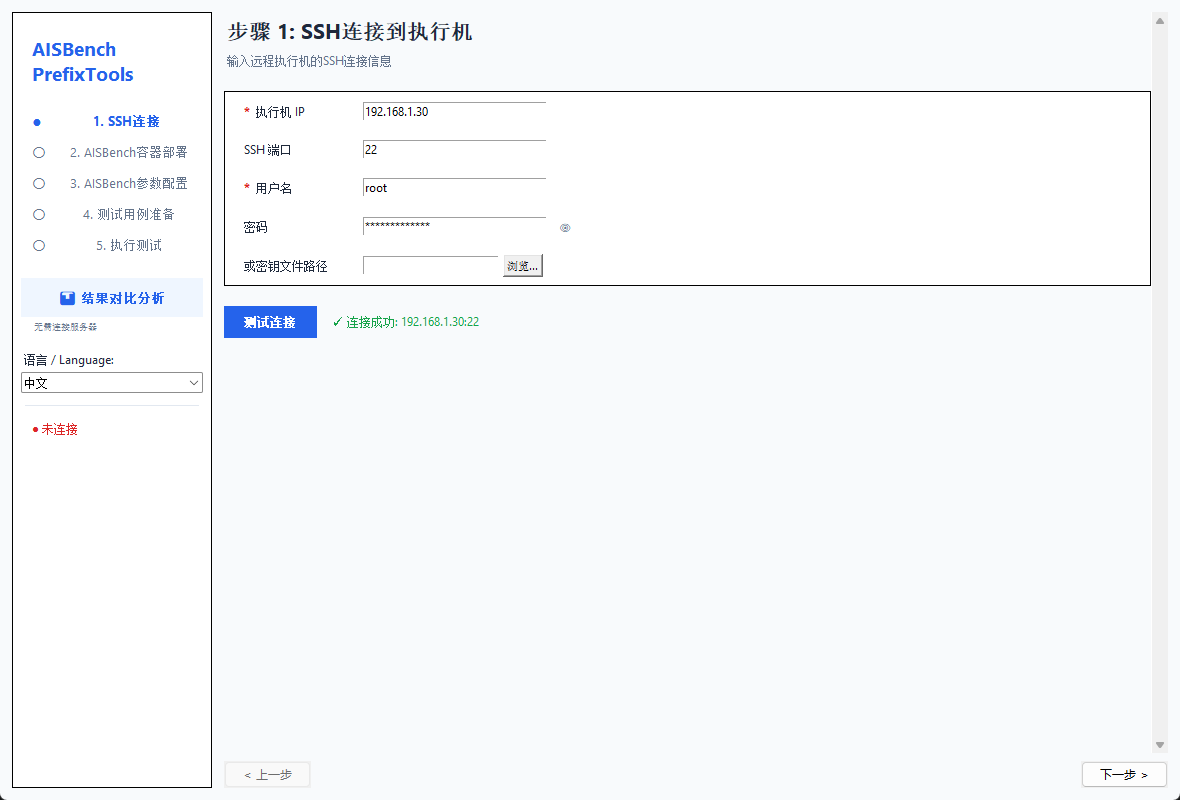 AISBench
PrefixTools
1. SSH连接
2. AISBench容器部署
3. AISBench参数配置
4. 测试用例准备
5. 执行测试
结果对比分析
无需连接服务器
语言 / Language:
中文
● 未连接
步骤 1: SSH连接到执行机
输入远程执行机的SSH连接信息
* 执行机 IP
192.168.1.30
SSH 端口
22
* 用户名
root
密码
*************
或密钥文件路径
浏览...
测试连接
✓ 连接成功: 192.168.1.30:22
< 上一步
下一步 >